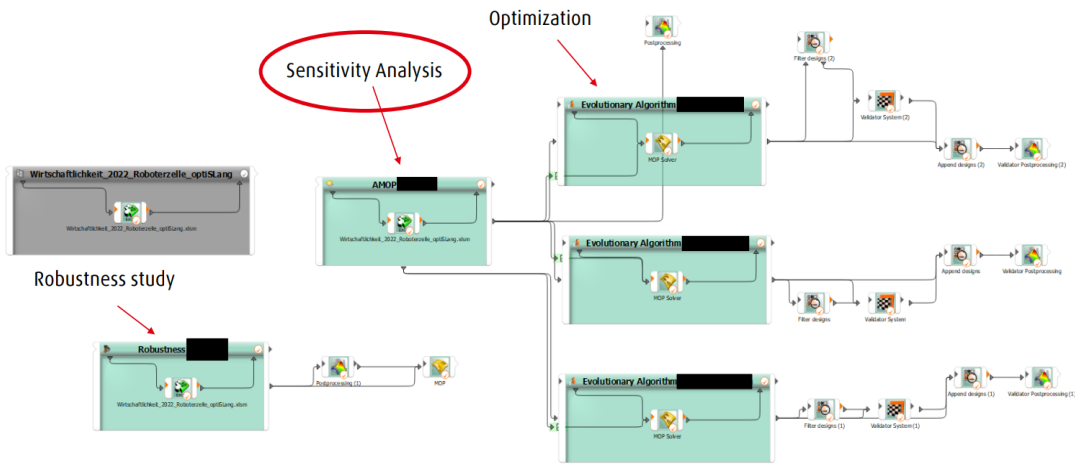 Optimization
Sensitivity Analysis
Postprocessing
Filter designs (2)
Evolutionary Algorithm
MOP Solver
Validator System (2)
Append designs (2)
Validator Postprocessing (2)
Wirtschaftlichkeit_2022_Roboterzelle_optiSLang
Wirtschaftlichkeit_2022_Roboterzelle_optiSLang.xlsm
AMOP
Wirtschaftlichkeit_2022_Roboterzelle_optiSLang.xlsm
Evolutionary Algorithm
MOP Solver
Append designs
Validator Postprocessing
Filter designs
Validator System
Robustness study
Robustness
Wirtschaftlichkeit_2022_Roboterzelle_optiSLang.xlsm
Postprocessing (1)
MOP
Evolutionary Algorithm
MOP Solver
Append designs (1)
Validator Postprocessing (1)
Filter designs (1)
Validator System (1)